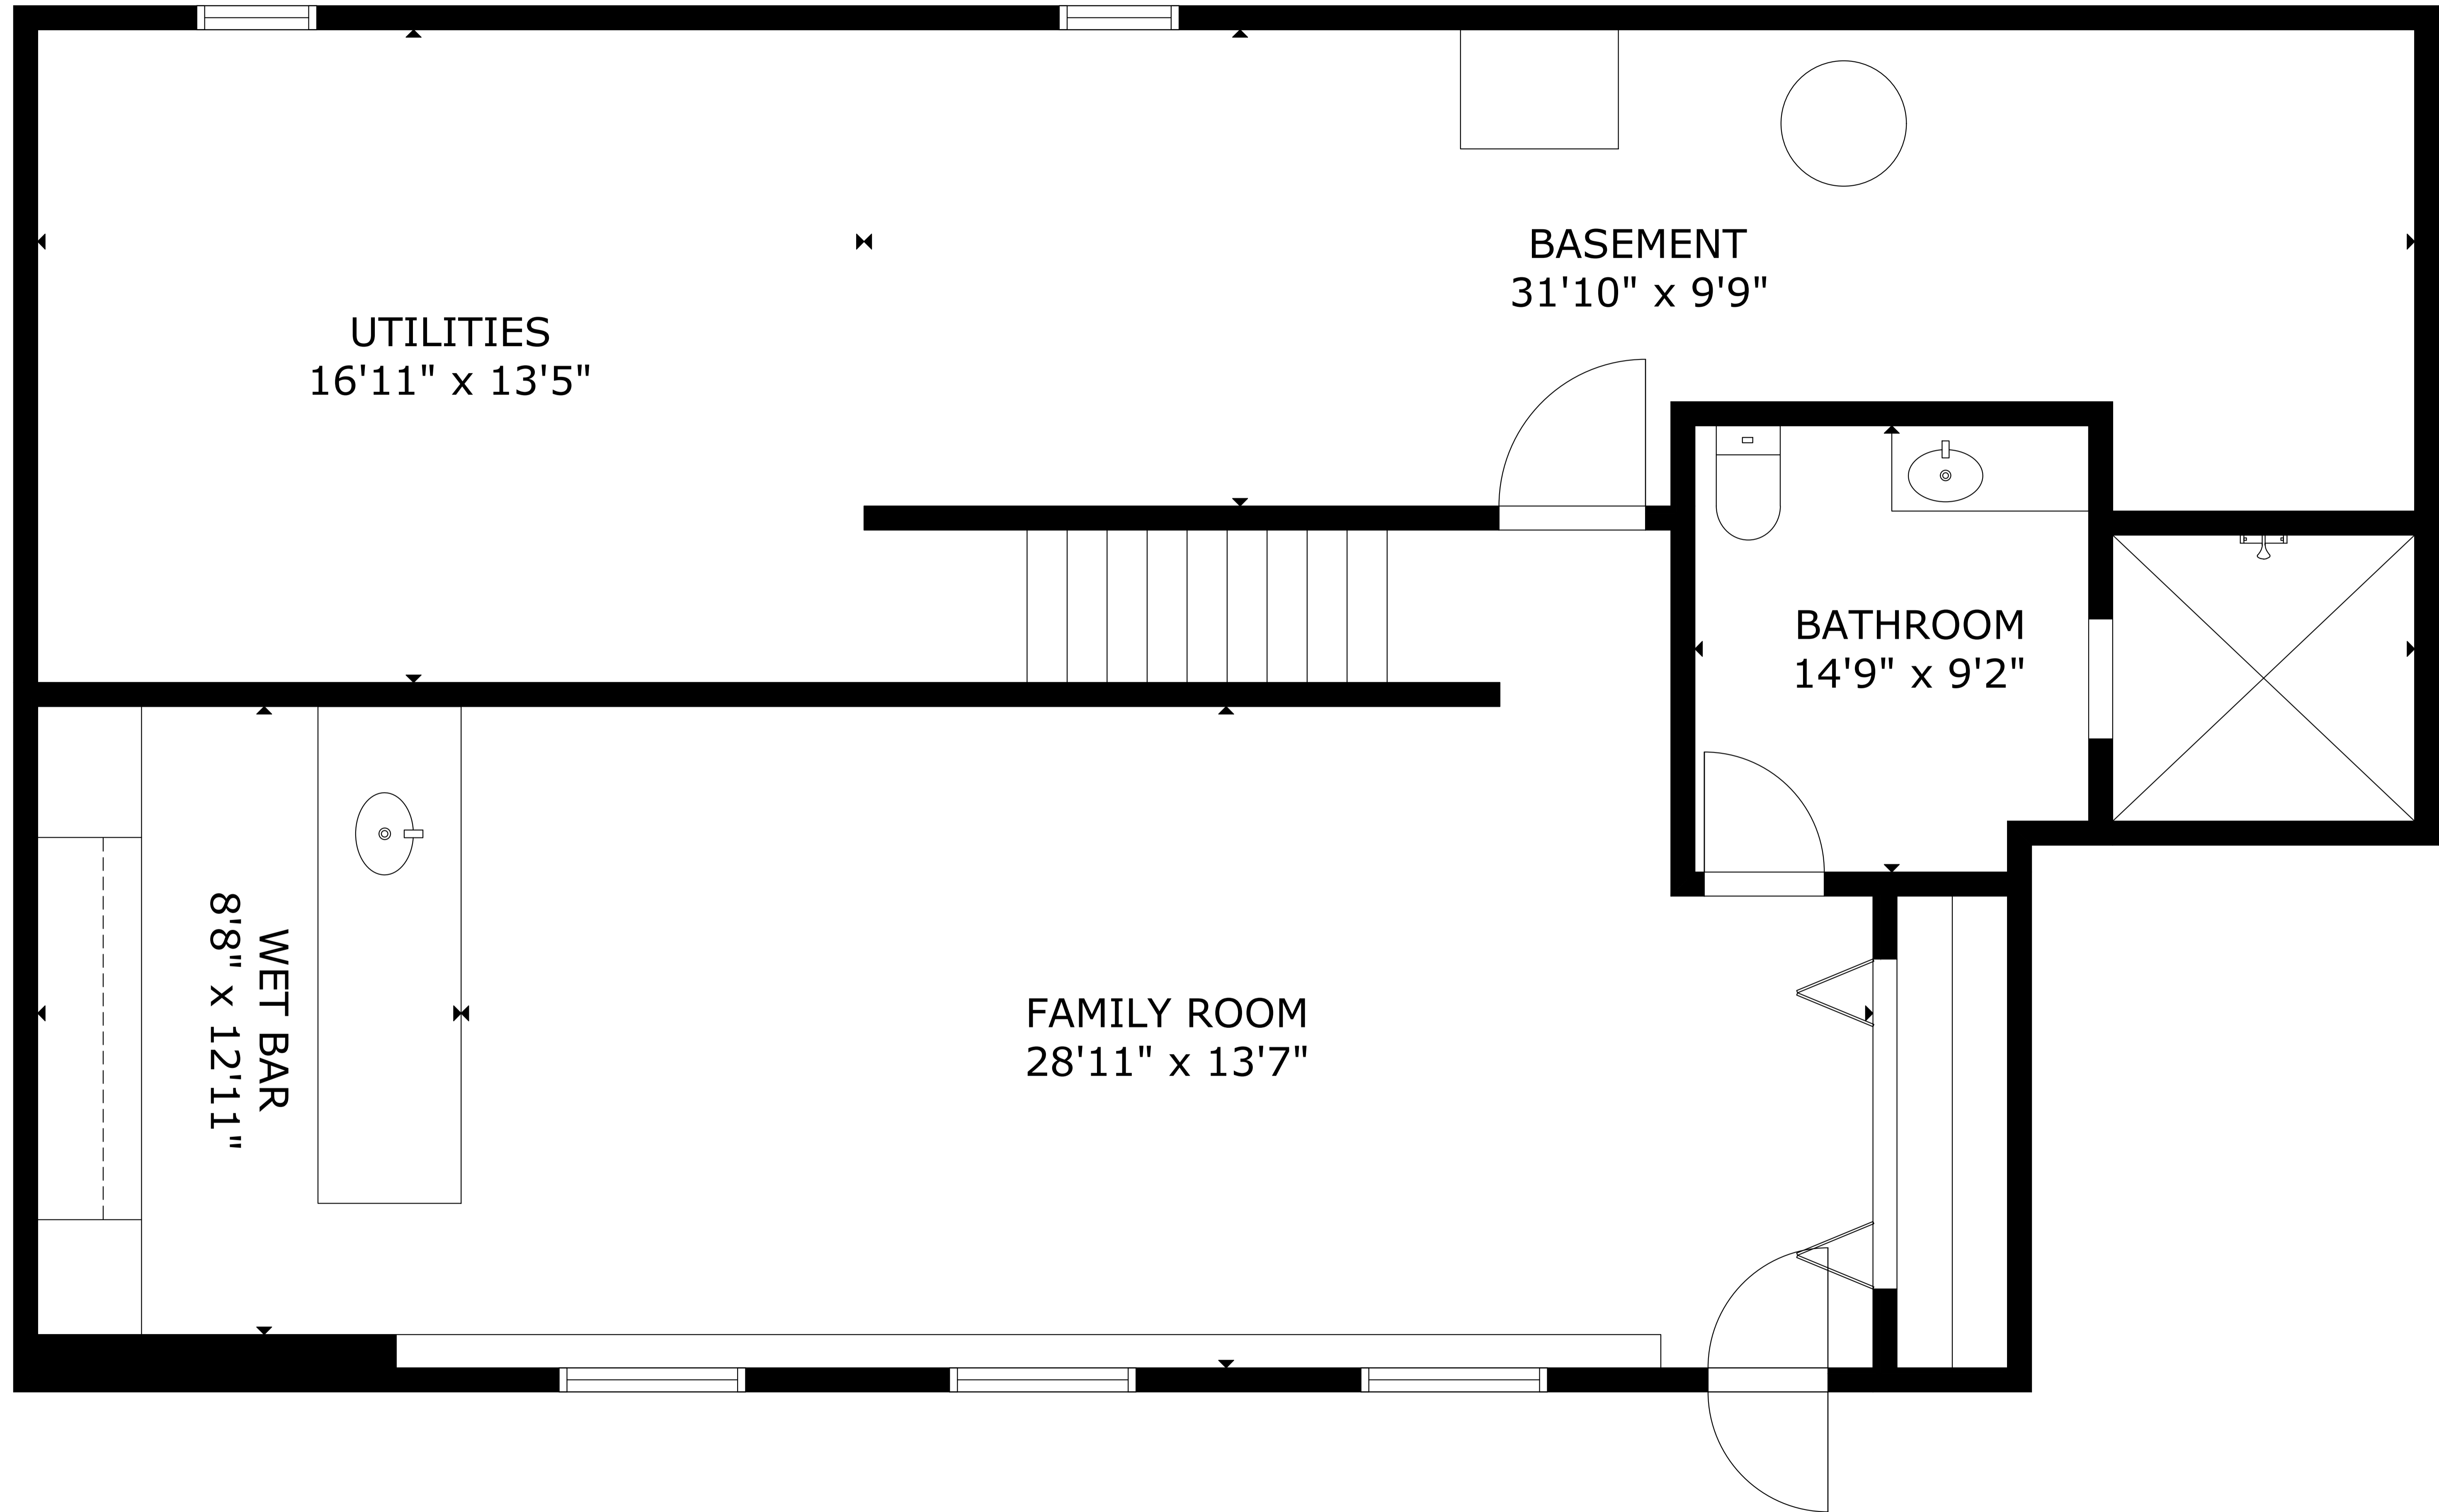 BASEMENT
31'10" x 9'9"
UTILITIES
16'11" x 13'5"
BATHROOM
14'9" x 9'2"
WET BAR
8'8" x 12'11"
FAMILY ROOM
28'11" x 13'7"